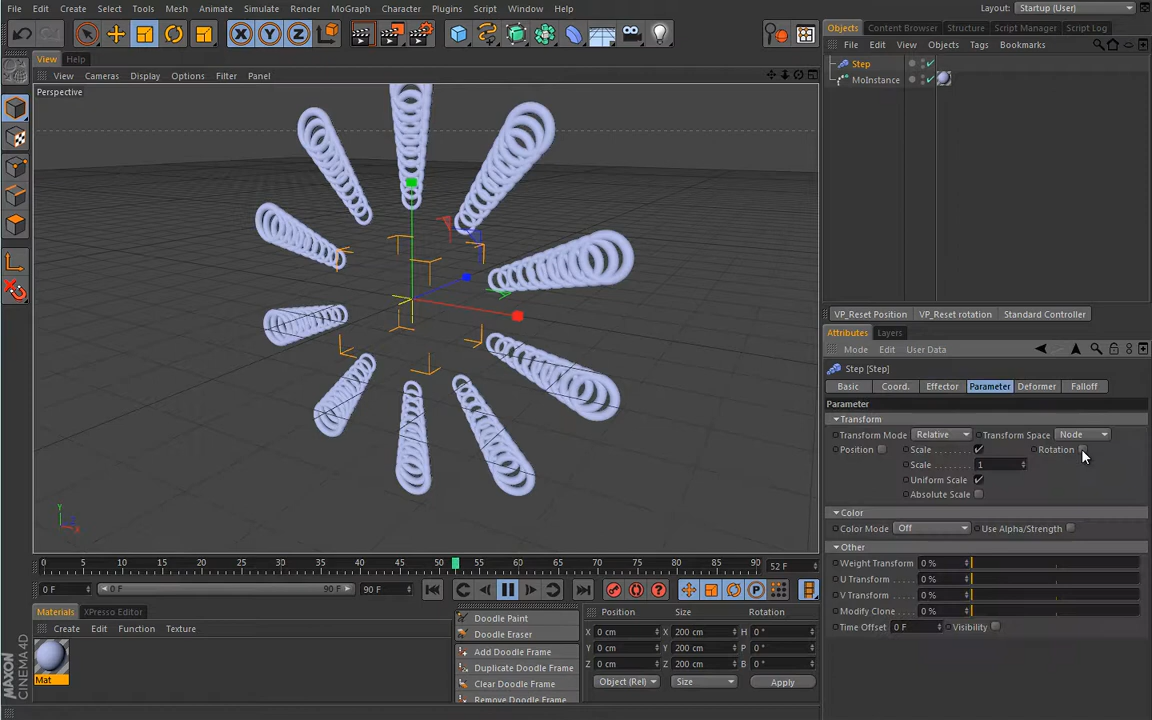 File Edit Create Select Tools Mesh Animate Simulate Render MoGraph Character Plugins Script Window Help Layout: Startup (User)
X Y Z
Objects Content Browser Structure Script Manager Script Log
View Help
File Edit View Objects Tags Bookmarks
View Cameras Display Options Filter Panel
Step
MoInstance
Perspective
Y
X
VP_Reset Position VP_Reset rotation Standard Controller
Attributes Layers
Mode Edit User Data
Step [Step]
Basic Coord. Effector Parameter Deformer Falloff
Parameter
Transform
Transform Mode Relative Transform Space Node
Position Scale Rotation
Scale 1
Uniform Scale
Absolute Scale
Color
Color Mode Off Use Alpha/Strength
Other
Weight Transform 0 %
U Transform 0 %
V Transform 0 %
Modify Clone 0 %
Time Offset 0 F Visibility
0 5 10 15 20 25 30 35 40 45 50 55 60 65 70 75 80 85 90 52 F
0 F 0 F 90 F 90 F
Materials XPresso Editor
Create Edit Function Texture
Mat
Doodle Paint
Doodle Eraser
Add Doodle Frame
Duplicate Doodle Frame
Clear Doodle Frame
Remove Doodle Frame
Position Size Rotation
X 0 cm X 200 cm H 0 °
Y 0 cm Y 200 cm P 0 °
Z 0 cm Z 200 cm B 0 °
Object (Rel) Size Apply
MAXON CINEMA 4D